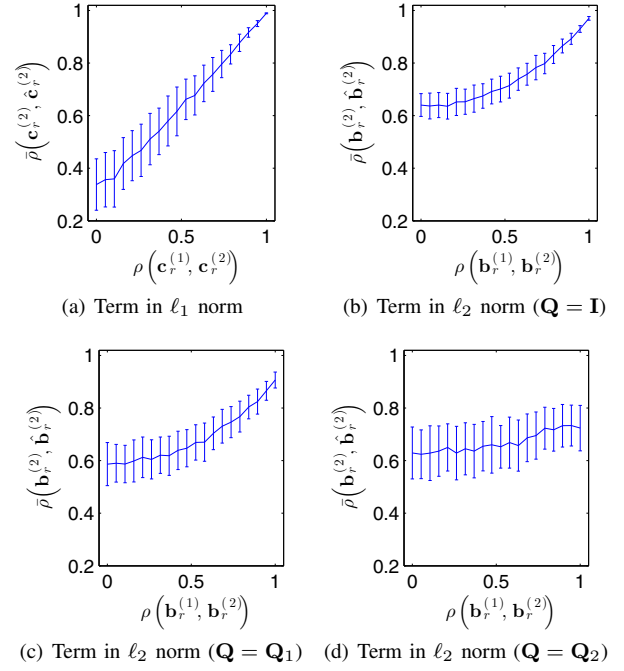 1
0.8
0.6
0.4
0.2
0 0.5 1
ρ̄(c_r^(2), ĉ_r^(2))
ρ(c_r^(1), c_r^(2))
(a) Term in ℓ₁ norm
1
0.8
0.6
0.4
0.2
0 0.5 1
ρ̄(b_r^(2), b̂_r^(2))
ρ(b_r^(1), b_r^(2))
(b) Term in ℓ₂ norm (Q = I)
1
0.8
0.6
0.4
0.2
0 0.5 1
ρ̄(b_r^(2), b̂_r^(2))
ρ(b_r^(1), b_r^(2))
(c) Term in ℓ₂ norm (Q = Q₁)
1
0.8
0.6
0.4
0.2
0 0.5 1
ρ̄(b_r^(2), b̂_r^(2))
ρ(b_r^(1), b_r^(2))
(d) Term in ℓ₂ norm (Q = Q₂)